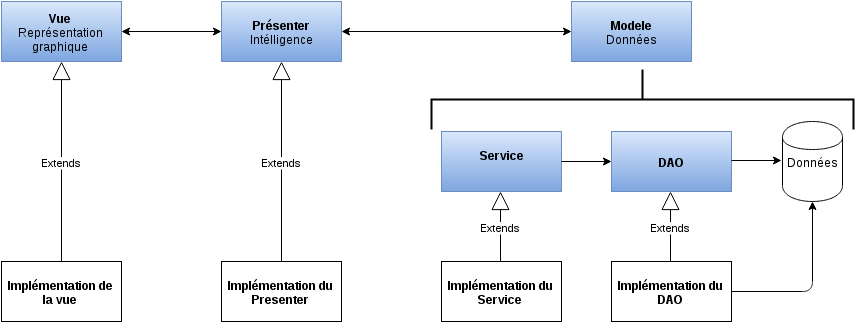 Vue
Représentation
graphique
Présenter
Intélligence
Modele
Données
Service
DAO
Données
Extends
Extends
Extends
Extends
Implémentation de
la vue
Implémentation du
Presenter
Implémentation du
Service
Implémentation du
DAO